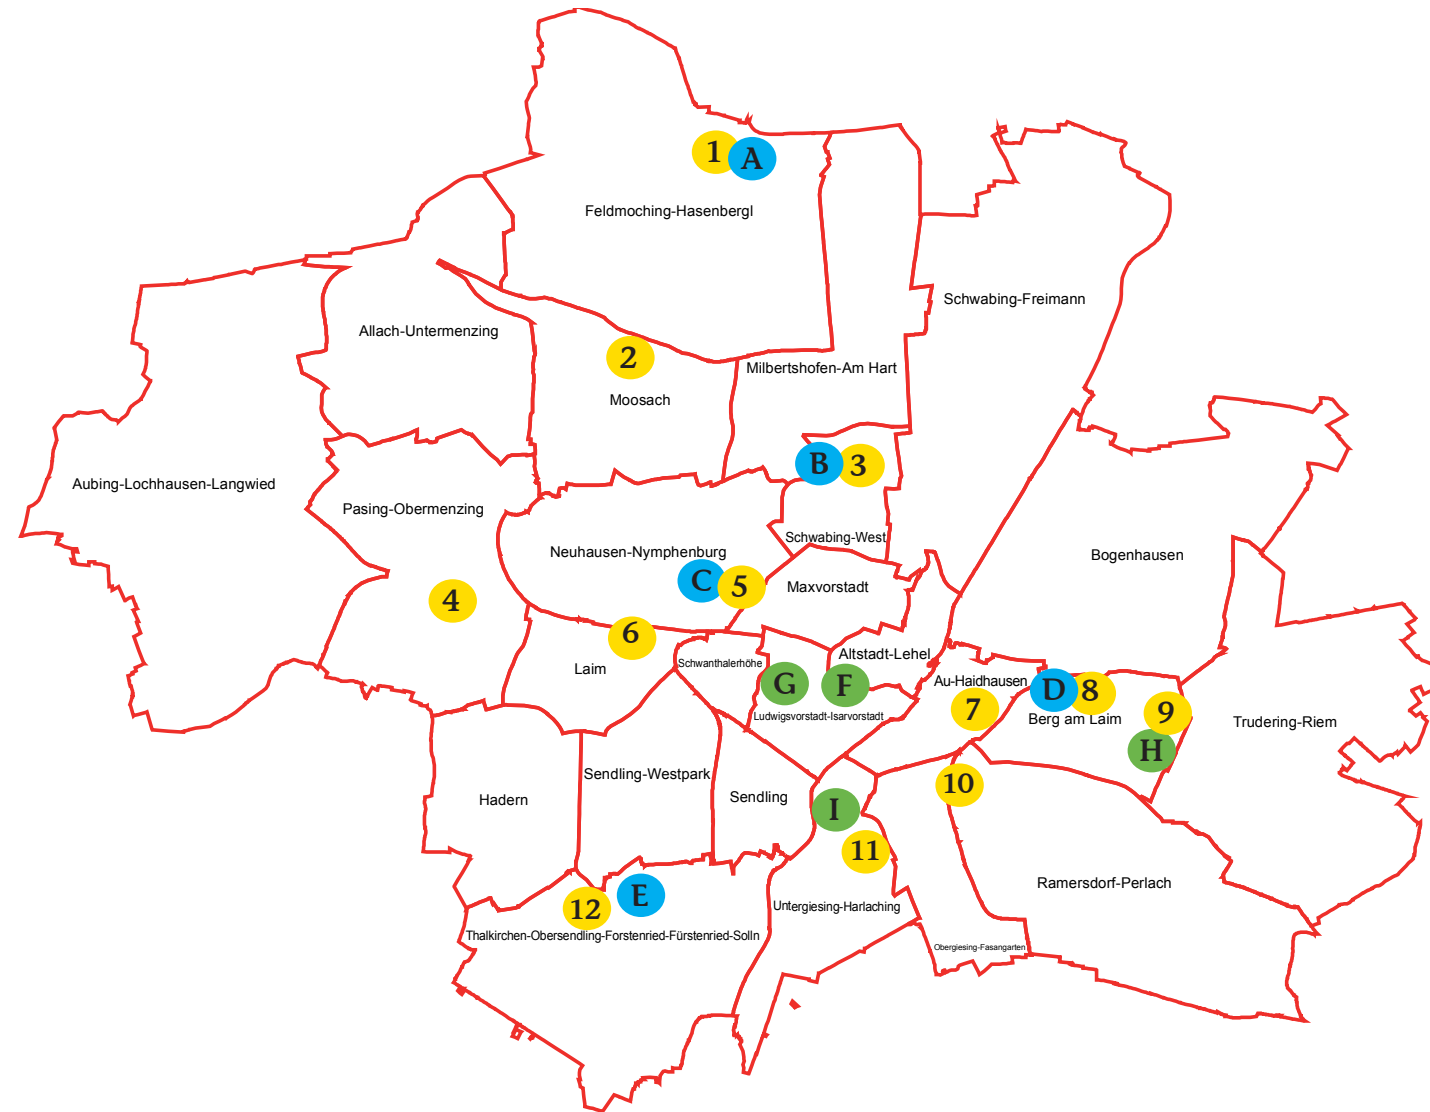 1
A
Feldmoching-Hasenbergl
Schwabing-Freimann
Allach-Untermenzing
2
Milbertshofen-Am Hart
Moosach
B
3
Aubing-Lochhausen-Langwied
Pasing-Obermenzing
Schwabing-West
Neuhausen-Nymphenburg
Bogenhausen
C
5
Maxvorstadt
4
6
Altstadt-Lehel
Schwanthalerhöhe
Laim
Au-Haidhausen
G
F
D
8
7
9
Ludwigsvorstadt-Isarvorstadt
Berg am Laim
Trudering-Riem
H
Sendling-Westpark
10
Hadern
Sendling
I
11
Ramersdorf-Perlach
12
E
Untergiesing-Harlaching
Thalkirchen-Obersendling-Forstenried-Fürstenried-Solln
Obergiesing-Fasangarten